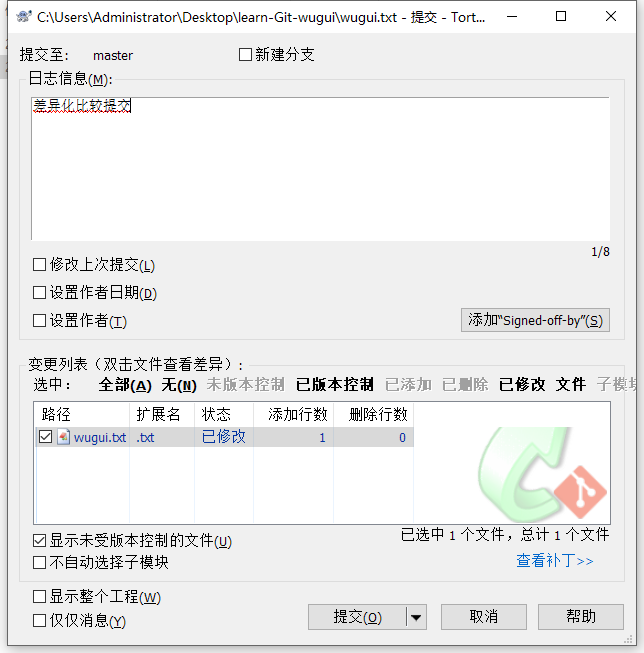 C:\Users\Administrator\Desktop\learn-Git-wugui\wugui.txt - 提交 - Tort...
提交至: master 新建分支
日志信息(M):
差异化比较提交
1/8
修改上次提交(L)
设置作者日期(D)
设置作者(T) 添加“Signed-off-by”(S)
变更列表（双击文件查看差异）:
选中: 全部(A) 无(N) 未版本控制 已版本控制 已添加 已删除 已修改 文件 子模块
路径 扩展名 状态 添加行数 删除行数
wugui.txt .txt 已修改 1 0
已选中 1 个文件，总计 1 个文件
显示未受版本控制的文件(U)
不自动选择子模块 查看补丁>>
显示整个工程(W)
仅仅消息(Y) 提交(O) 取消 帮助